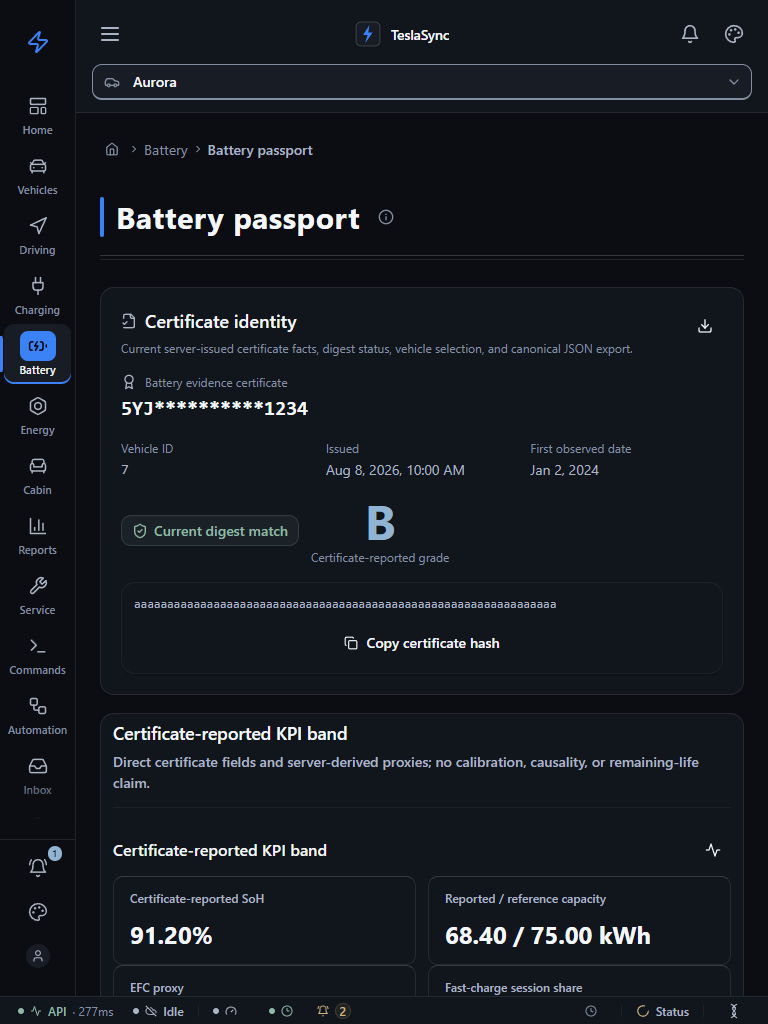 TeslaSync
Aurora
Home
Vehicles
Driving
Charging
Battery
Energy
Cabin
Reports
Service
Commands
Automation
Inbox
1
Battery
Battery passport
Battery passport
Certificate identity
Current server-issued certificate facts, digest status, vehicle selection, and canonical JSON export.
Battery evidence certificate
5YJ**********1234
Vehicle ID
7
Issued
Aug 8, 2026, 10:00 AM
First observed date
Jan 2, 2024
Current digest match
B
Certificate-reported grade
aaaaaaaaaaaaaaaaaaaaaaaaaaaaaaaaaaaaaaaaaaaaaaaaaaaaaaaaaaaaaaaa
Copy certificate hash
Certificate-reported KPI band
Direct certificate fields and server-derived proxies; no calibration, causality, or remaining-life
claim.
Certificate-reported KPI band
Certificate-reported SoH
91.20%
Reported / reference capacity
68.40 / 75.00 kWh
EFC proxy
Fast-charge session share
API · 277ms
Idle
2
Status